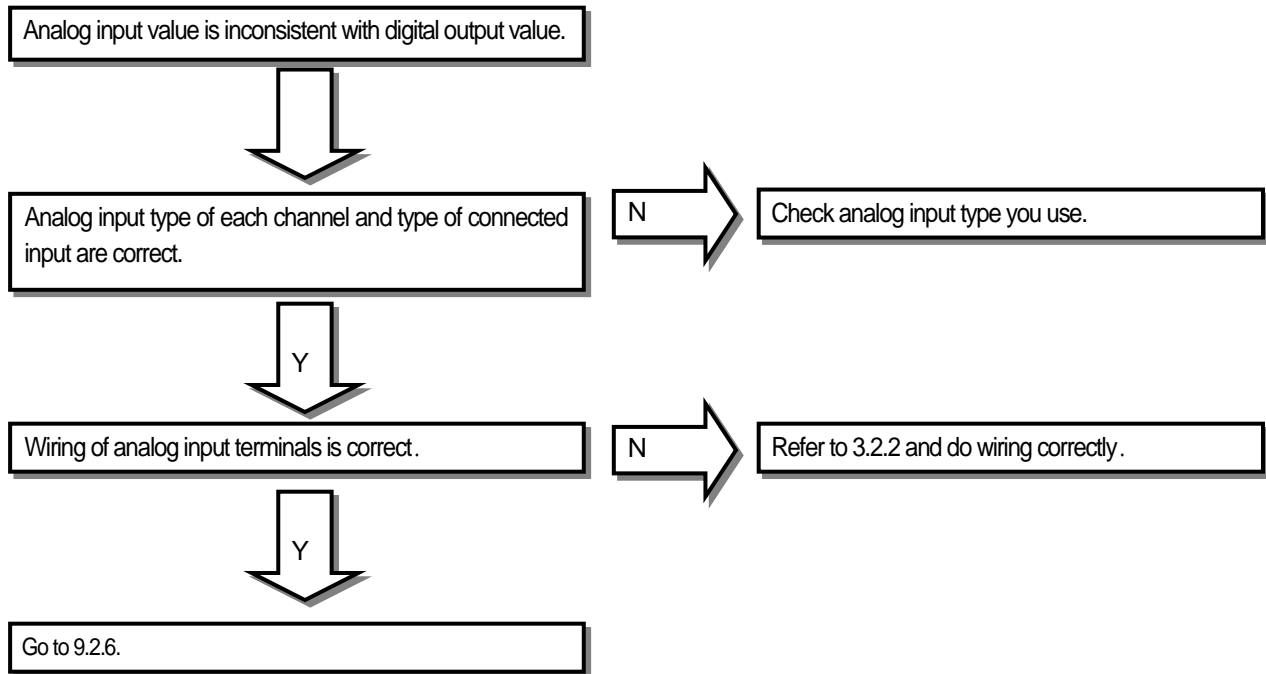 Analog input value is inconsistent with digital output value.
Analog input type of each channel and type of connected
input are correct.
N
Check analog input type you use.
Y
Wiring of analog input terminals is correct.
N
Refer to 3.2.2 and do wiring correctly.
Y
Go to 9.2.6.